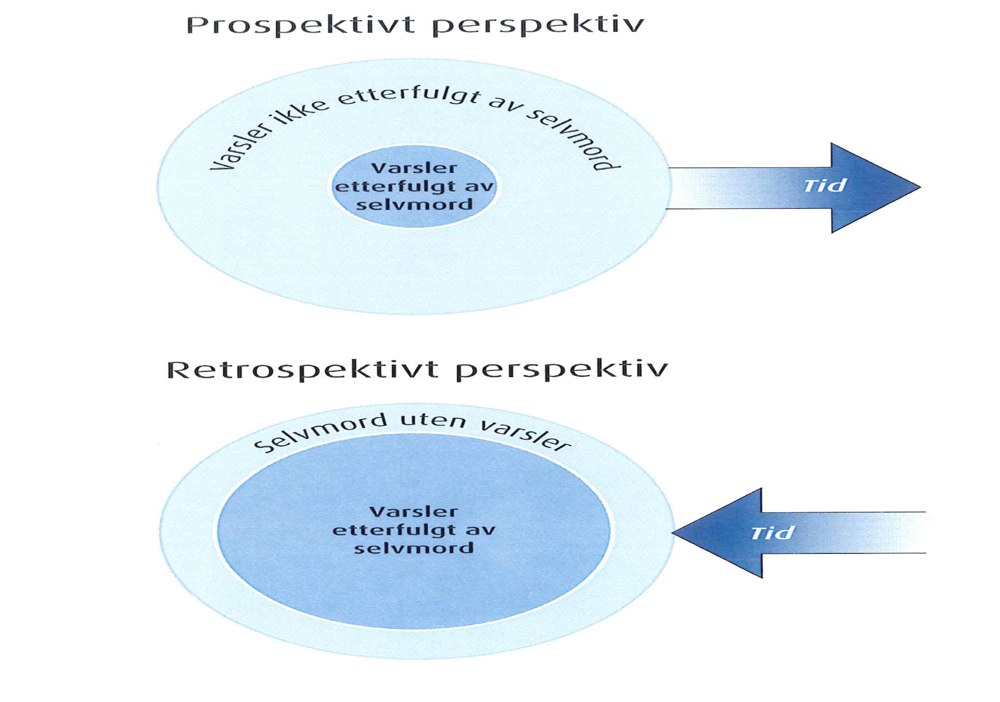 Prospektivt perspektiv
Varsler ikke etterfulgt av selvmord
Varsler
etterfulgt av
selvmord
Tid
Retrospektivt perspektiv
Selvmord uten varsler
Varsler
etterfulgt av
selvmord
Tid